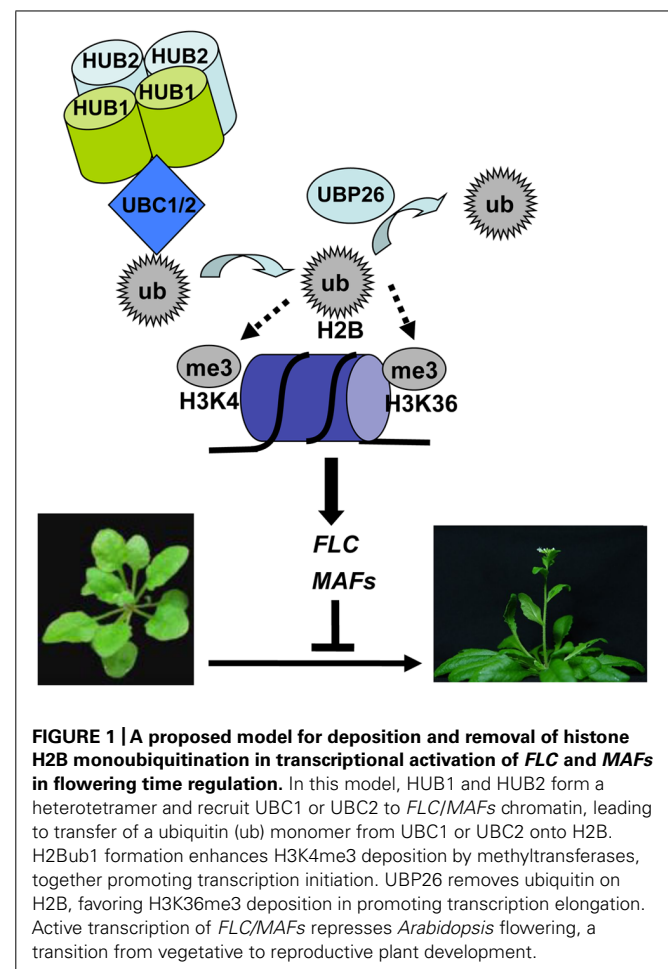 HUB2 HUB2
HUB1 HUB1
UBC1/2
UBP26
ub
ub
ub
H2B
me3
me3
H3K4
H3K36
FLC
MAFs
FIGURE 1 | A proposed model for deposition and removal of histone
H2B monoubiquitination in transcriptional activation of FLC and MAFs
in flowering time regulation. In this model, HUB1 and HUB2 form a
heterotetramer and recruit UBC1 or UBC2 to FLC/MAFs chromatin, leading
to transfer of a ubiquitin (ub) monomer from UBC1 or UBC2 onto H2B.
H2Bub1 formation enhances H3K4me3 deposition by methyltransferases,
together promoting transcription initiation. UBP26 removes ubiquitin on
H2B, favoring H3K36me3 deposition in promoting transcription elongation.
Active transcription of FLC/MAFs represses Arabidopsis flowering, a
transition from vegetative to reproductive plant development.